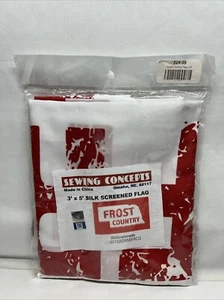 SEWING CONCEPTS
Made in China
Omaha, NE. 68117
3' x 5' SILK SCREENED FLAG
FROST
COUNTRY